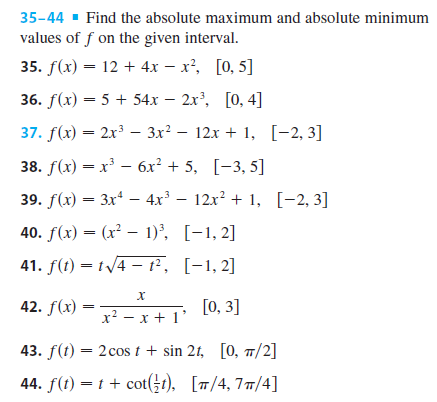 35–44 ▪ Find the absolute maximum and absolute minimum
values of f on the given interval.
35. f(x) = 12 + 4x − x², [0, 5]
36. f(x) = 5 + 54x − 2x³, [0, 4]
37. f(x) = 2x³ − 3x² − 12x + 1, [−2, 3]
38. f(x) = x³ − 6x² + 5, [−3, 5]
39. f(x) = 3x⁴ − 4x³ − 12x² + 1, [−2, 3]
40. f(x) = (x² − 1)³, [−1, 2]
41. f(t) = t√(4 − t²), [−1, 2]
42. f(x) = x / (x² − x + 1), [0, 3]
43. f(t) = 2 cos t + sin 2t, [0, π/2]
44. f(t) = t + cot(½t), [π/4, 7π/4]